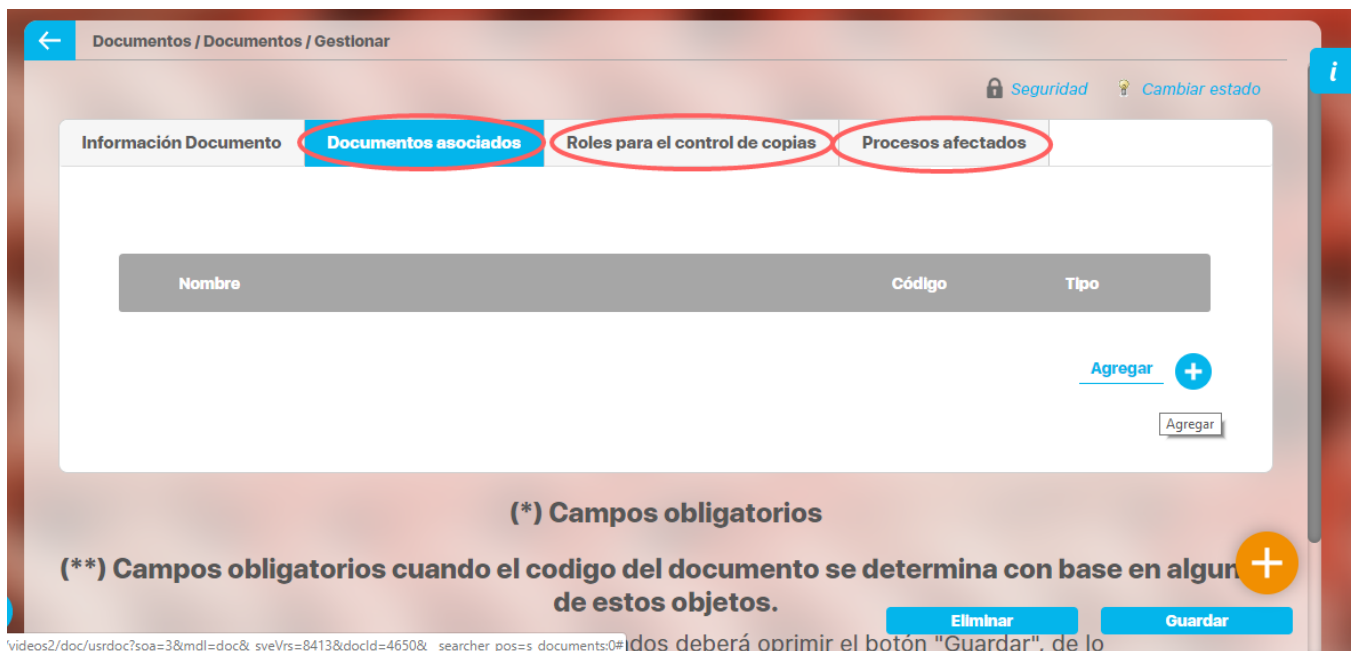 Documentos / Documentos / Gestionar
i
Seguridad Cambiar estado
Información Documento Documentos asociados Roles para el control de copias Procesos afectados
Nombre Código Tipo
Agregar
Agregar
(*) Campos obligatorios
(**) Campos obligatorios cuando el codigo del documento se determina con base en algun
de estos objetos.
Eliminar Guardar
dos deberá oprimir el botón "Guardar", de lo
/videos2/doc/usrdoc?soa=3&mdl=doc&_sveVrs=8413&docId=4650&__searcher_pos=s_documents:0#